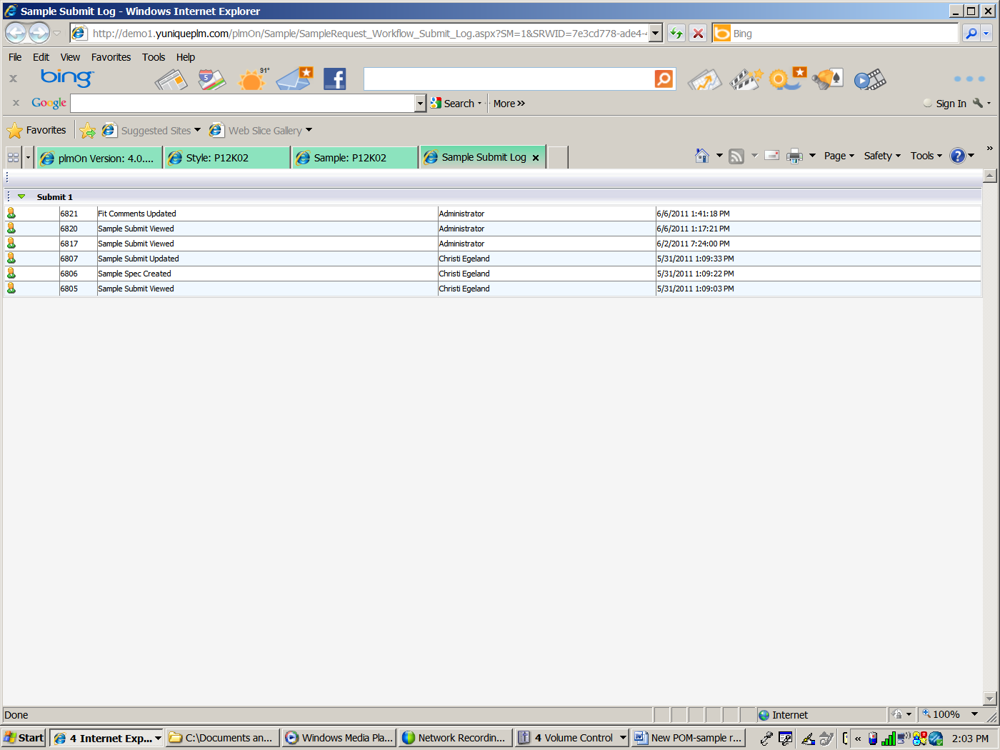 Sample Submit Log - Windows Internet Explorer
http://demo1.yuniqueplm.com/plmOn/Sample/SampleRequest_Workflow_Submit_Log.aspx?SM=1&SRWID=7e3cd778-ade4-4 Bing
File Edit View Favorites Tools Help
bing 5 91°
Google Search More Sign In
Favorites Suggested Sites Web Slice Gallery
plmOn Version: 4.0.... Style: P12K02 Sample: P12K02 Sample Submit Log Page Safety Tools
Submit 1
6821 Fit Comments Updated Administrator 6/6/2011 1:41:18 PM
6820 Sample Submit Viewed Administrator 6/6/2011 1:17:21 PM
6817 Sample Submit Viewed Administrator 6/2/2011 7:24:00 PM
6807 Sample Submit Updated Christi Egeland 5/31/2011 1:09:33 PM
6806 Sample Spec Created Christi Egeland 5/31/2011 1:09:22 PM
6805 Sample Submit Viewed Christi Egeland 5/31/2011 1:09:03 PM
Done Internet 100%
Start 4 Internet Exp... C:\Documents an... Windows Media Pla... Network Recordin... 4 Volume Control New POM-sample r... 2:03 PM